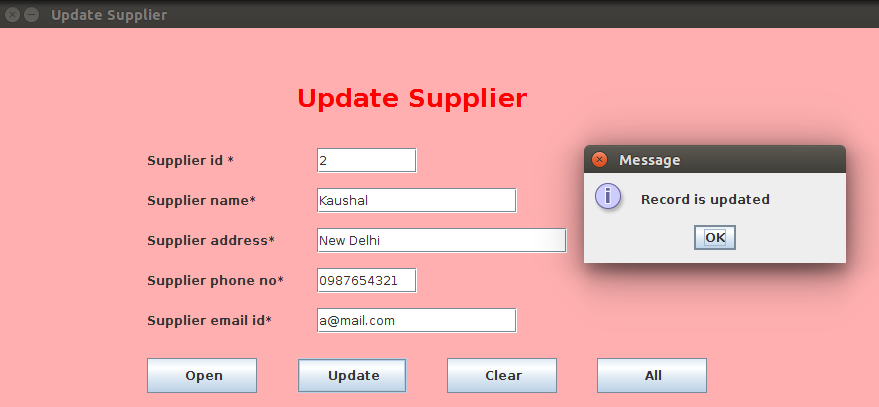 Update Supplier
Update Supplier
Supplier id * 2
Supplier name* Kaushal
Supplier address* New Delhi
Supplier phone no* 0987654321
Supplier email id* a@mail.com
Open Update Clear All
Message
Record is updated
OK